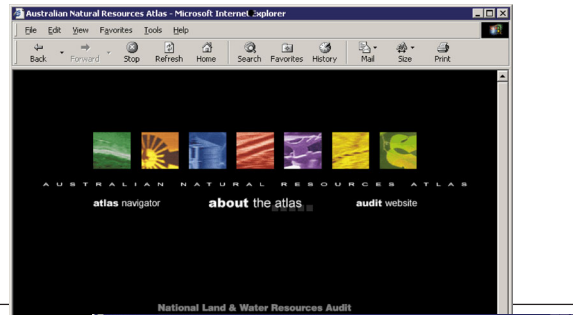 Australian Natural Resources Atlas - Microsoft Internet Explorer
File Edit View Favorites Tools Help
Back Forward Stop Refresh Home Search Favorites History Mail Size Print
AUSTRALIAN NATURAL RESOURCES ATLAS
atlas navigator about the atlas audit website
National Land & Water Resources Audit